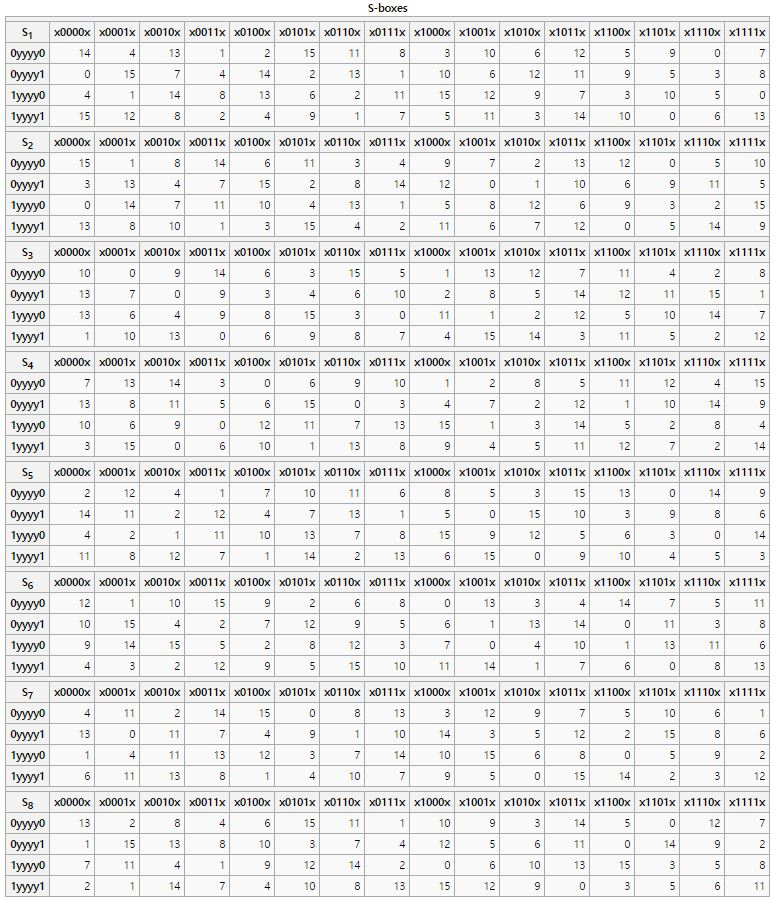 S-boxes
S1 x0000x x0001x x0010x x0011x x0100x x0101x x0110x x0111x x1000x x1001x x1010x x1011x x1100x x1101x x1110x x1111x
0yyyy0 14 4 13 1 2 15 11 8 3 10 6 12 5 9 0 7
0yyyy1 0 15 7 4 14 2 13 1 10 6 12 11 9 5 3 8
1yyyy0 4 1 14 8 13 6 2 11 15 12 9 7 3 10 5 0
1yyyy1 15 12 8 2 4 9 1 7 5 11 3 14 10 0 6 13
S2 x0000x x0001x x0010x x0011x x0100x x0101x x0110x x0111x x1000x x1001x x1010x x1011x x1100x x1101x x1110x x1111x
0yyyy0 15 1 8 14 6 11 3 4 9 7 2 13 12 0 5 10
0yyyy1 3 13 4 7 15 2 8 14 12 0 1 10 6 9 11 5
1yyyy0 0 14 7 11 10 4 13 1 5 8 12 6 9 3 2 15
1yyyy1 13 8 10 1 3 15 4 2 11 6 7 12 0 5 14 9
S3 x0000x x0001x x0010x x0011x x0100x x0101x x0110x x0111x x1000x x1001x x1010x x1011x x1100x x1101x x1110x x1111x
0yyyy0 10 0 9 14 6 3 15 5 1 13 12 7 11 4 2 8
0yyyy1 13 7 0 9 3 4 6 10 2 8 5 14 12 11 15 1
1yyyy0 13 6 4 9 8 15 3 0 11 1 2 12 5 10 14 7
1yyyy1 1 10 13 0 6 9 8 7 4 15 14 3 11 5 2 12
S4 x0000x x0001x x0010x x0011x x0100x x0101x x0110x x0111x x1000x x1001x x1010x x1011x x1100x x1101x x1110x x1111x
0yyyy0 7 13 14 3 0 6 9 10 1 2 8 5 11 12 4 15
0yyyy1 13 8 11 5 6 15 0 3 4 7 2 12 1 10 14 9
1yyyy0 10 6 9 0 12 11 7 13 15 1 3 14 5 2 8 4
1yyyy1 3 15 0 6 10 1 13 8 9 4 5 11 12 7 2 14
S5 x0000x x0001x x0010x x0011x x0100x x0101x x0110x x0111x x1000x x1001x x1010x x1011x x1100x x1101x x1110x x1111x
0yyyy0 2 12 4 1 7 10 11 6 8 5 3 15 13 0 14 9
0yyyy1 14 11 2 12 4 7 13 1 5 0 15 10 3 9 8 6
1yyyy0 4 2 1 11 10 13 7 8 15 9 12 5 6 3 0 14
1yyyy1 11 8 12 7 1 14 2 13 6 15 0 9 10 4 5 3
S6 x0000x x0001x x0010x x0011x x0100x x0101x x0110x x0111x x1000x x1001x x1010x x1011x x1100x x1101x x1110x x1111x
0yyyy0 12 1 10 15 9 2 6 8 0 13 3 4 14 7 5 11
0yyyy1 10 15 4 2 7 12 9 5 6 1 13 14 0 11 3 8
1yyyy0 9 14 15 5 2 8 12 3 7 0 4 10 1 13 11 6
1yyyy1 4 3 2 12 9 5 15 10 11 14 1 7 6 0 8 13
S7 x0000x x0001x x0010x x0011x x0100x x0101x x0110x x0111x x1000x x1001x x1010x x1011x x1100x x1101x x1110x x1111x
0yyyy0 4 11 2 14 15 0 8 13 3 12 9 7 5 10 6 1
0yyyy1 13 0 11 7 4 9 1 10 14 3 5 12 2 15 8 6
1yyyy0 1 4 11 13 12 3 7 14 10 15 6 8 0 5 9 2
1yyyy1 6 11 13 8 1 4 10 7 9 5 0 15 14 2 3 12
S8 x0000x x0001x x0010x x0011x x0100x x0101x x0110x x0111x x1000x x1001x x1010x x1011x x1100x x1101x x1110x x1111x
0yyyy0 13 2 8 4 6 15 11 1 10 9 3 14 5 0 12 7
0yyyy1 1 15 13 8 10 3 7 4 12 5 6 11 0 14 9 2
1yyyy0 7 11 4 1 9 12 14 2 0 6 10 13 15 3 5 8
1yyyy1 2 1 14 7 4 10 8 13 15 12 9 0 3 5 6 11